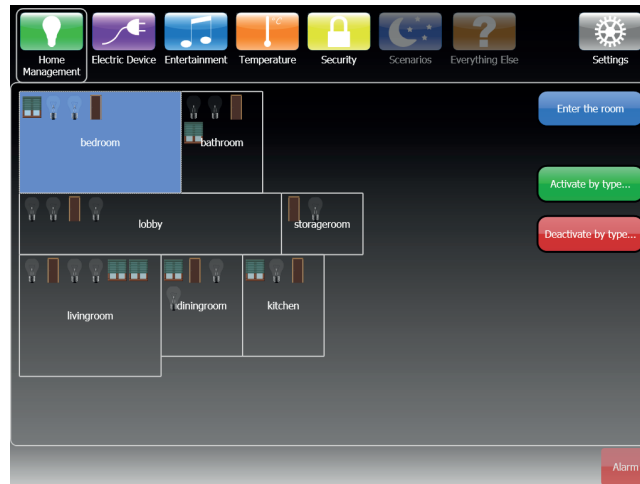 °C
Home
Management
Electric Device
Entertainment
Temperature
Security
Scenarios
Everything Else
Settings
Enter the room
bedroom
bathroom
Activate by type...
lobby
storageroom
Deactivate by type...
livingroom
diningroom
kitchen
Alarm